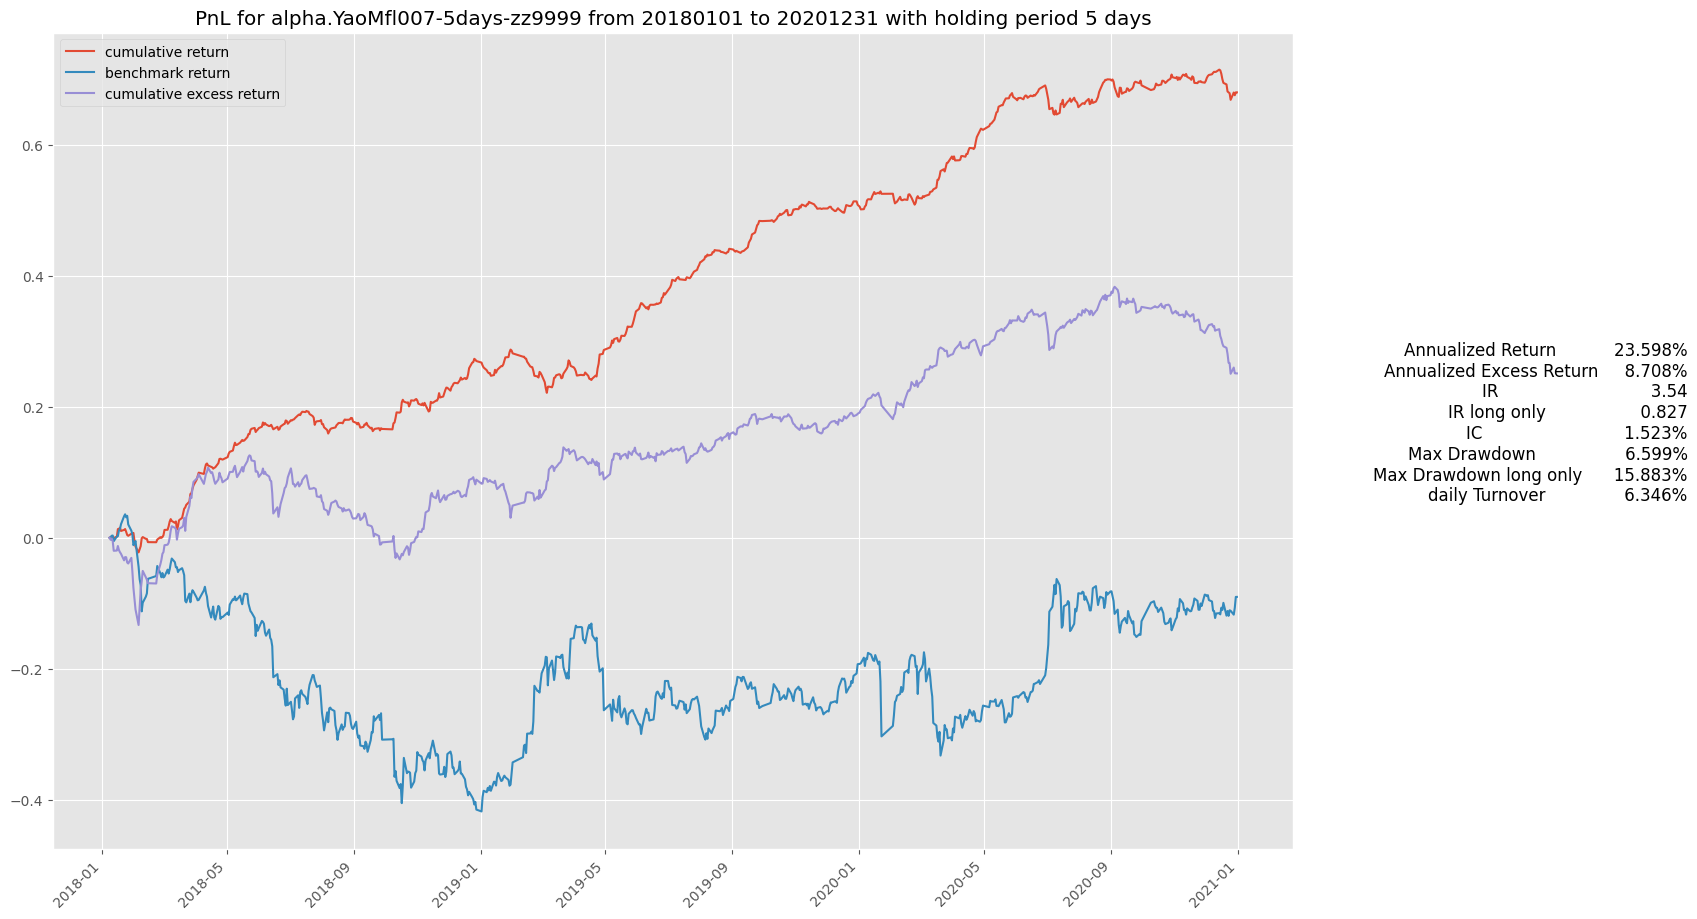 PnL for alpha.YaoMfl007-5days-zz9999 from 20180101 to 20201231 with holding period 5 days
cumulative return
benchmark return
cumulative excess return
0.6
0.4
0.2
0.0
−0.2
−0.4
2018-01
2018-05
2018-09
2019-01
2019-05
2019-09
2020-01
2020-05
2020-09
2021-01
Annualized Return 23.598%
Annualized Excess Return 8.708%
IR 3.54
IR long only 0.827
IC 1.523%
Max Drawdown 6.599%
Max Drawdown long only 15.883%
daily Turnover 6.346%